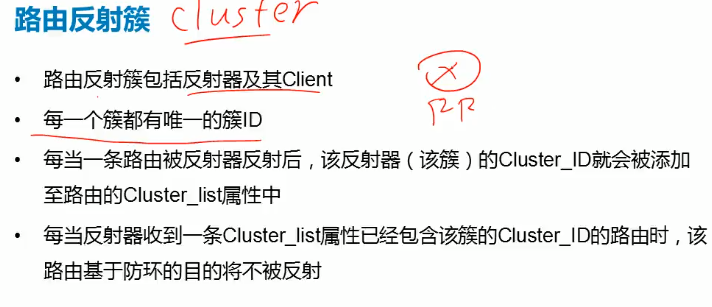 路由反射簇 cluster
• 路由反射簇包括反射器及其Client
• 每一个簇都有唯一的簇ID
• 每当一条路由被反射器反射后，该反射器（该簇）的Cluster_ID就会被添加
至路由的Cluster_list属性中
• 每当反射器收到一条Cluster_list属性已经包含该簇的Cluster_ID的路由时，该
路由基于防环的目的将不被反射
RR